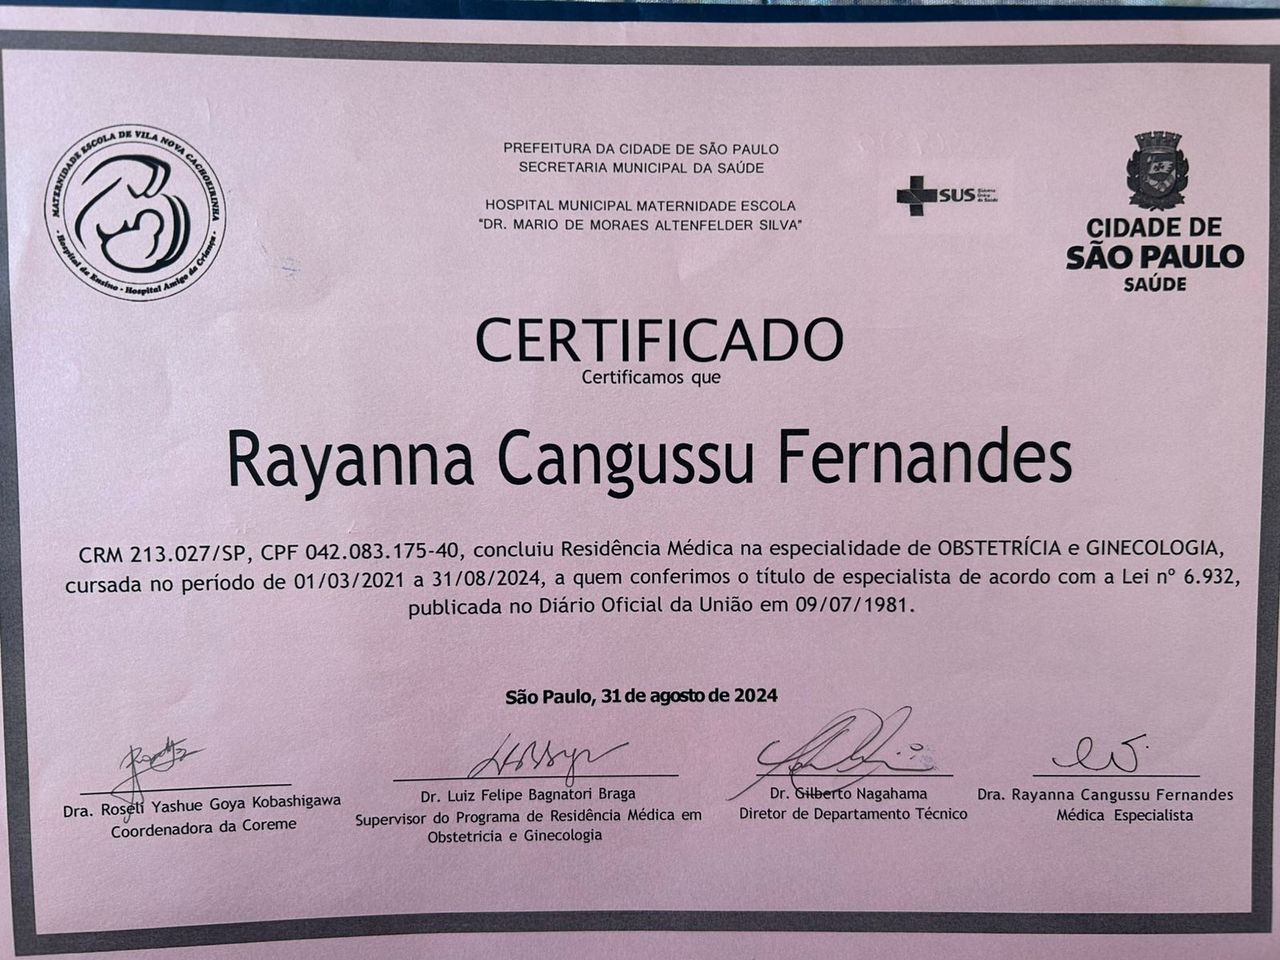 MATERNIDADE ESCOLA DE VILA NOVA CACHOEIRINHA
- Hospital de Ensino - Hospital Amigo da Criança -
PREFEITURA DA CIDADE DE SÃO PAULO
SECRETARIA MUNICIPAL DA SAÚDE
HOSPITAL MUNICIPAL MATERNIDADE ESCOLA
"DR. MARIO DE MORAES ALTENFELDER SILVA"
SUS Sistema
Único
de Saúde
CIDADE DE
SÃO PAULO
SAÚDE
CERTIFICADO
Certificamos que
Rayanna Cangussu Fernandes
CRM 213.027/SP, CPF 042.083.175-40, concluiu Residência Médica na especialidade de OBSTETRÍCIA e GINECOLOGIA,
cursada no período de 01/03/2021 a 31/08/2024, a quem conferimos o título de especialista de acordo com a Lei nº 6.932,
publicada no Diário Oficial da União em 09/07/1981.
São Paulo, 31 de agosto de 2024
Dra. Roseli Yashue Goya Kobashigawa
Coordenadora da Coreme
Dr. Luiz Felipe Bagnatori Braga
Supervisor do Programa de Residência Médica em
Obstetricia e Ginecologia
Dr. Gilberto Nagahama
Diretor de Departamento Técnico
Dra. Rayanna Cangussu Fernandes
Médica Especialista